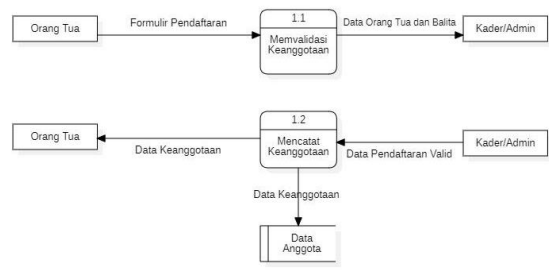 Orang Tua
Formulir Pendaftaran
1.1
Memvalidasi
Keanggotaan
Data Orang Tua dan Balita
Kader/Admin
Orang Tua
Data Keanggotaan
1.2
Mencatat
Keanggotaan
Data Pendaftaran Valid
Kader/Admin
Data Keanggotaan
Data
Anggota